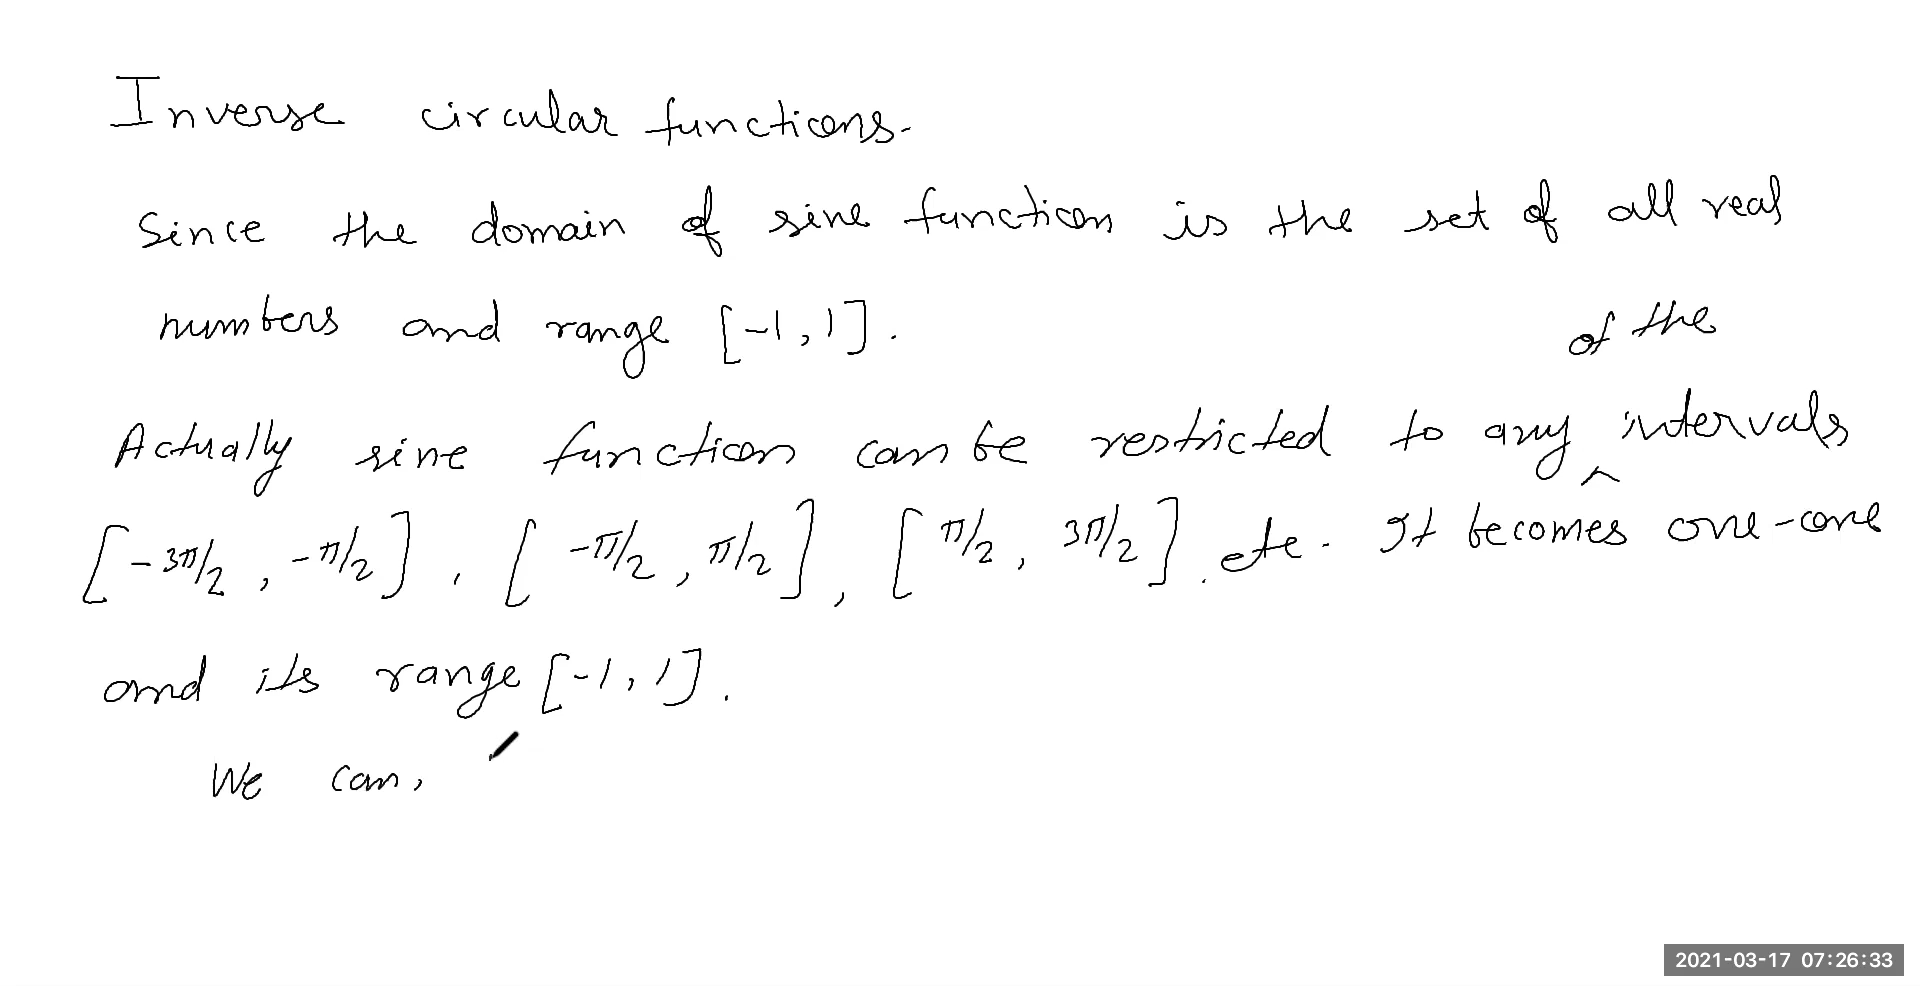 Inverse circular functions.
Since the domain of sine function is the set of all real
numbers and range [-1, 1].
of the
Actually sine function can be restricted to any ^ intervals
[-3π/2, -π/2], [-π/2, π/2], [π/2, 3π/2], etc. It becomes one-one
and its range [-1, 1].
We can,
2021-03-17 07:26:33